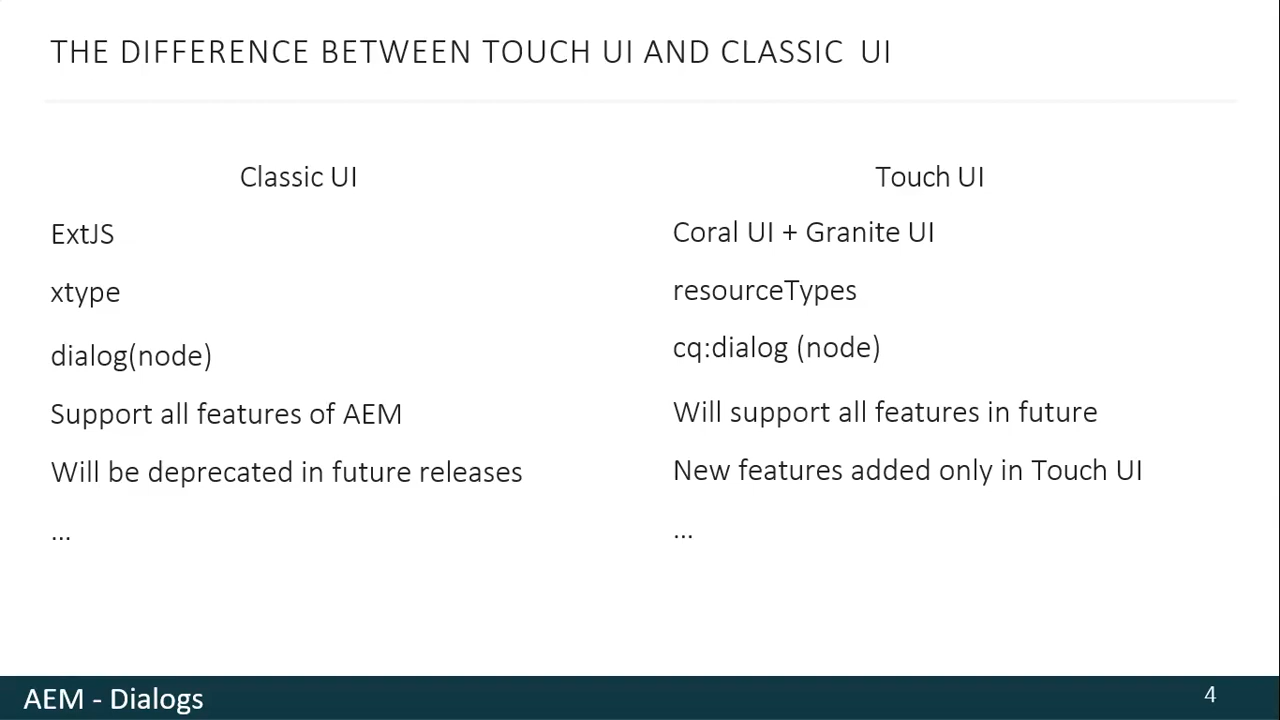 THE DIFFERENCE BETWEEN TOUCH UI AND CLASSIC UI
Classic UI
ExtJS
xtype
dialog(node)
Support all features of AEM
Will be deprecated in future releases
...
Touch UI
Coral UI + Granite UI
resourceTypes
cq:dialog (node)
Will support all features in future
New features added only in Touch UI
...
AEM - Dialogs
4